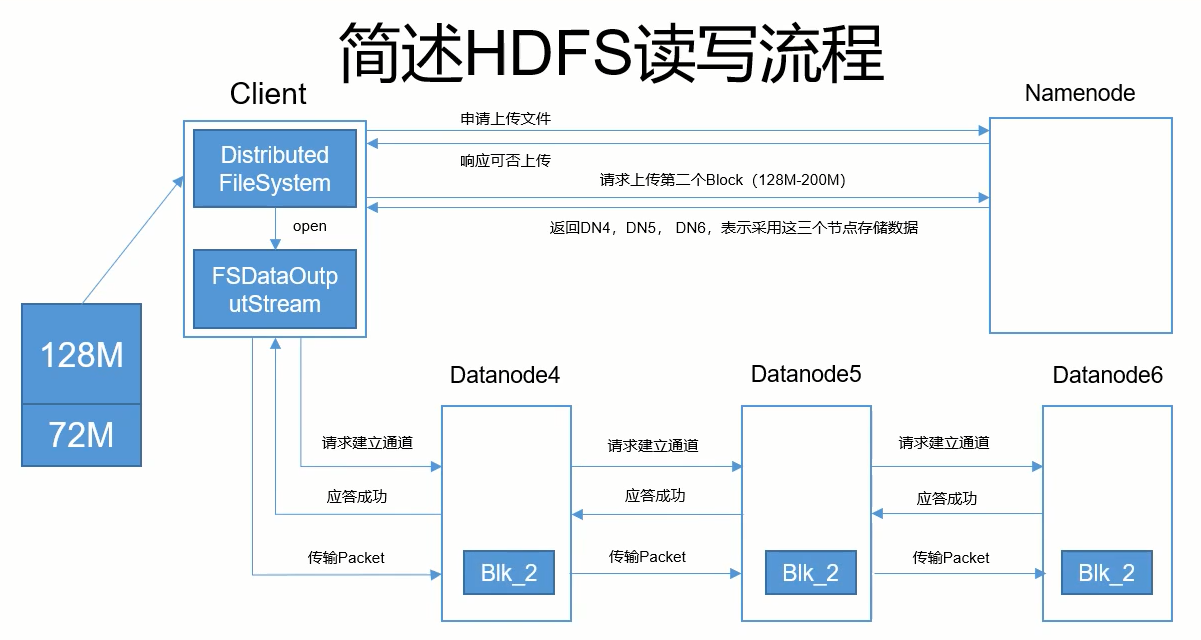 简述HDFS读写流程
Client
Namenode
申请上传文件
Distributed
FileSystem
响应可否上传
请求上传第二个Block（128M-200M）
open
返回DN4，DN5， DN6，表示采用这三个节点存储数据
FSDataOutp
utStream
128M
72M
Datanode4
Datanode5
Datanode6
请求建立通道
请求建立通道
请求建立通道
应答成功
应答成功
应答成功
传输Packet
传输Packet
传输Packet
Blk_2
Blk_2
Blk_2